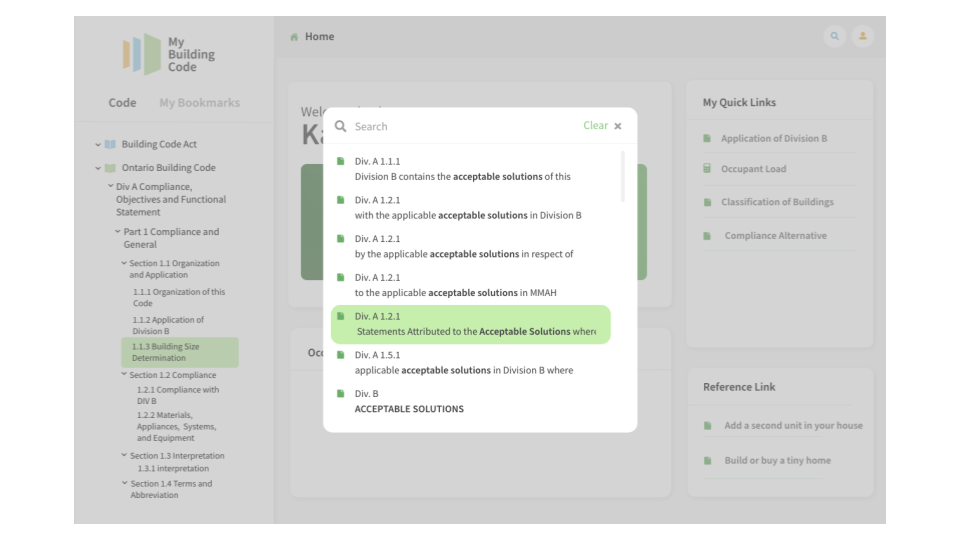 My
Building
Code
Code My Bookmarks
Building Code Act
Ontario Building Code
Div A Compliance,
Objectives and Functional
Statement
Part 1 Compliance and
General
Section 1.1 Organization
and Application
1.1.1 Organization of this
Code
1.1.2 Application of
Division B
1.1.3 Building Size
Determination
Section 1.2 Compliance
1.2.1 Compliance with
DIV B
1.2.2 Materials,
Appliances, Systems,
and Equipment
Section 1.3 Interpretation
1.3.1 interpretation
Section 1.4 Terms and
Abbreviation
Home
Search Clear
Div. A 1.1.1
Division B contains the acceptable solutions of this
Div. A 1.2.1
with the applicable acceptable solutions in Division B
Div. A 1.2.1
by the applicable acceptable solutions in respect of
Div. A 1.2.1
to the applicable acceptable solutions in MMAH
Div. A 1.2.1
Statements Attributed to the Acceptable Solutions where
Div. A 1.5.1
applicable acceptable solutions in Division B where
Div. B
ACCEPTABLE SOLUTIONS
My Quick Links
Application of Division B
Occupant Load
Classification of Buildings
Compliance Alternative
Reference Link
Add a second unit in your house
Build or buy a tiny home